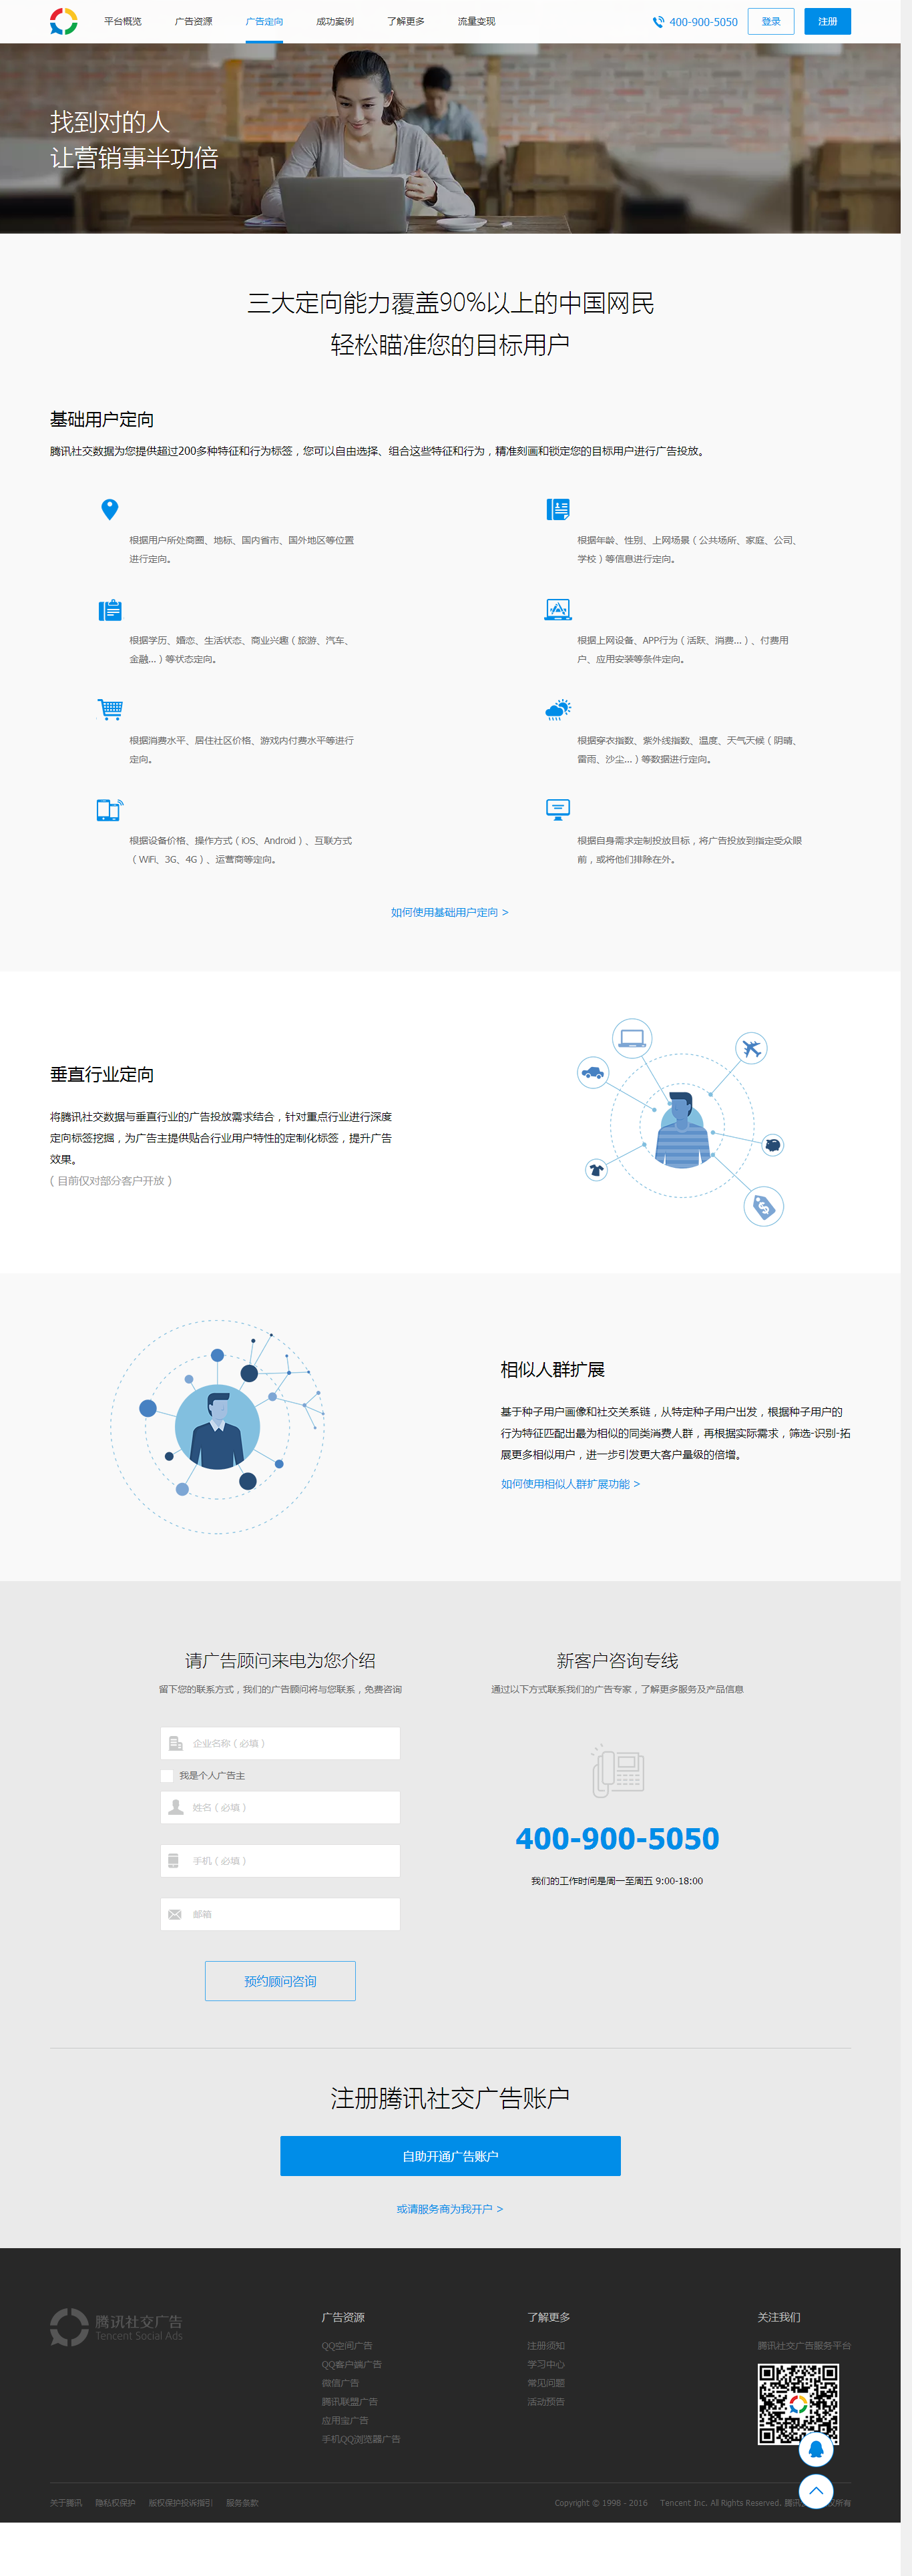 平台概览 广告资源 广告定向 成功案例 了解更多 流量变现 400-900-5050 登录 注册
找到对的人
让营销事半功倍
三大定向能力覆盖90%以上的中国网民
轻松瞄准您的目标用户
基础用户定向
腾讯社交数据为您提供超过200多种特征和行为标签，您可以自由选择、组合这些特征和行为，精准刻画和锁定您的目标用户进行广告投放。
根据用户所处商圈、地标、国内省市、国外地区等位置
进行定向。
根据年龄、性别、上网场景（公共场所、家庭、公司、
学校）等信息进行定向。
根据学历、婚恋、生活状态、商业兴趣（旅游、汽车、
金融...）等状态定向。
根据上网设备、APP行为（活跃、消费...）、付费用
户、应用安装等条件定向。
根据消费水平、居住社区价格、游戏内付费水平等进行
定向。
根据穿衣指数、紫外线指数、温度、天气天候（阴晴、
雷雨、沙尘...）等数据进行定向。
根据设备价格、操作方式（iOS、Android）、互联方式
（WiFi、3G、4G）、运营商等定向。
根据自身需求定制投放目标，将广告投放到指定受众眼
前，或将他们排除在外。
如何使用基础用户定向 >
垂直行业定向
将腾讯社交数据与垂直行业的广告投放需求结合，针对重点行业进行深度
定向标签挖掘，为广告主提供贴合行业用户特性的定制化标签，提升广告
效果。
( 目前仅对部分客户开放 )
相似人群扩展
基于种子用户画像和社交关系链，从特定种子用户出发，根据种子用户的
行为特征匹配出最为相似的同类消费人群，再根据实际需求，筛选-识别-拓
展更多相似用户，进一步引发更大客户量级的倍增。
如何使用相似人群扩展功能 >
请广告顾问来电为您介绍
留下您的联系方式，我们的广告顾问将与您联系，免费咨询
企业名称（必填）
我是个人广告主
姓名（必填）
手机（必填）
邮箱
预约顾问咨询
新客户咨询专线
通过以下方式联系我们的广告专家，了解更多服务及产品信息
400-900-5050
我们的工作时间是周一至周五 9:00-18:00
注册腾讯社交广告账户
自助开通广告账户
或请服务商为我开户 >
腾讯社交广告
Tencent Social Ads
广告资源
QQ空间广告
QQ客户端广告
微信广告
腾讯联盟广告
应用宝广告
手机QQ浏览器广告
了解更多
注册须知
学习中心
常见问题
活动预告
关注我们
腾讯社交广告服务平台
关于腾讯 隐私权保护 版权保护投诉指引 服务条款
Copyright © 1998 - 2016 Tencent Inc. All Rights Reserved. 腾讯 所有